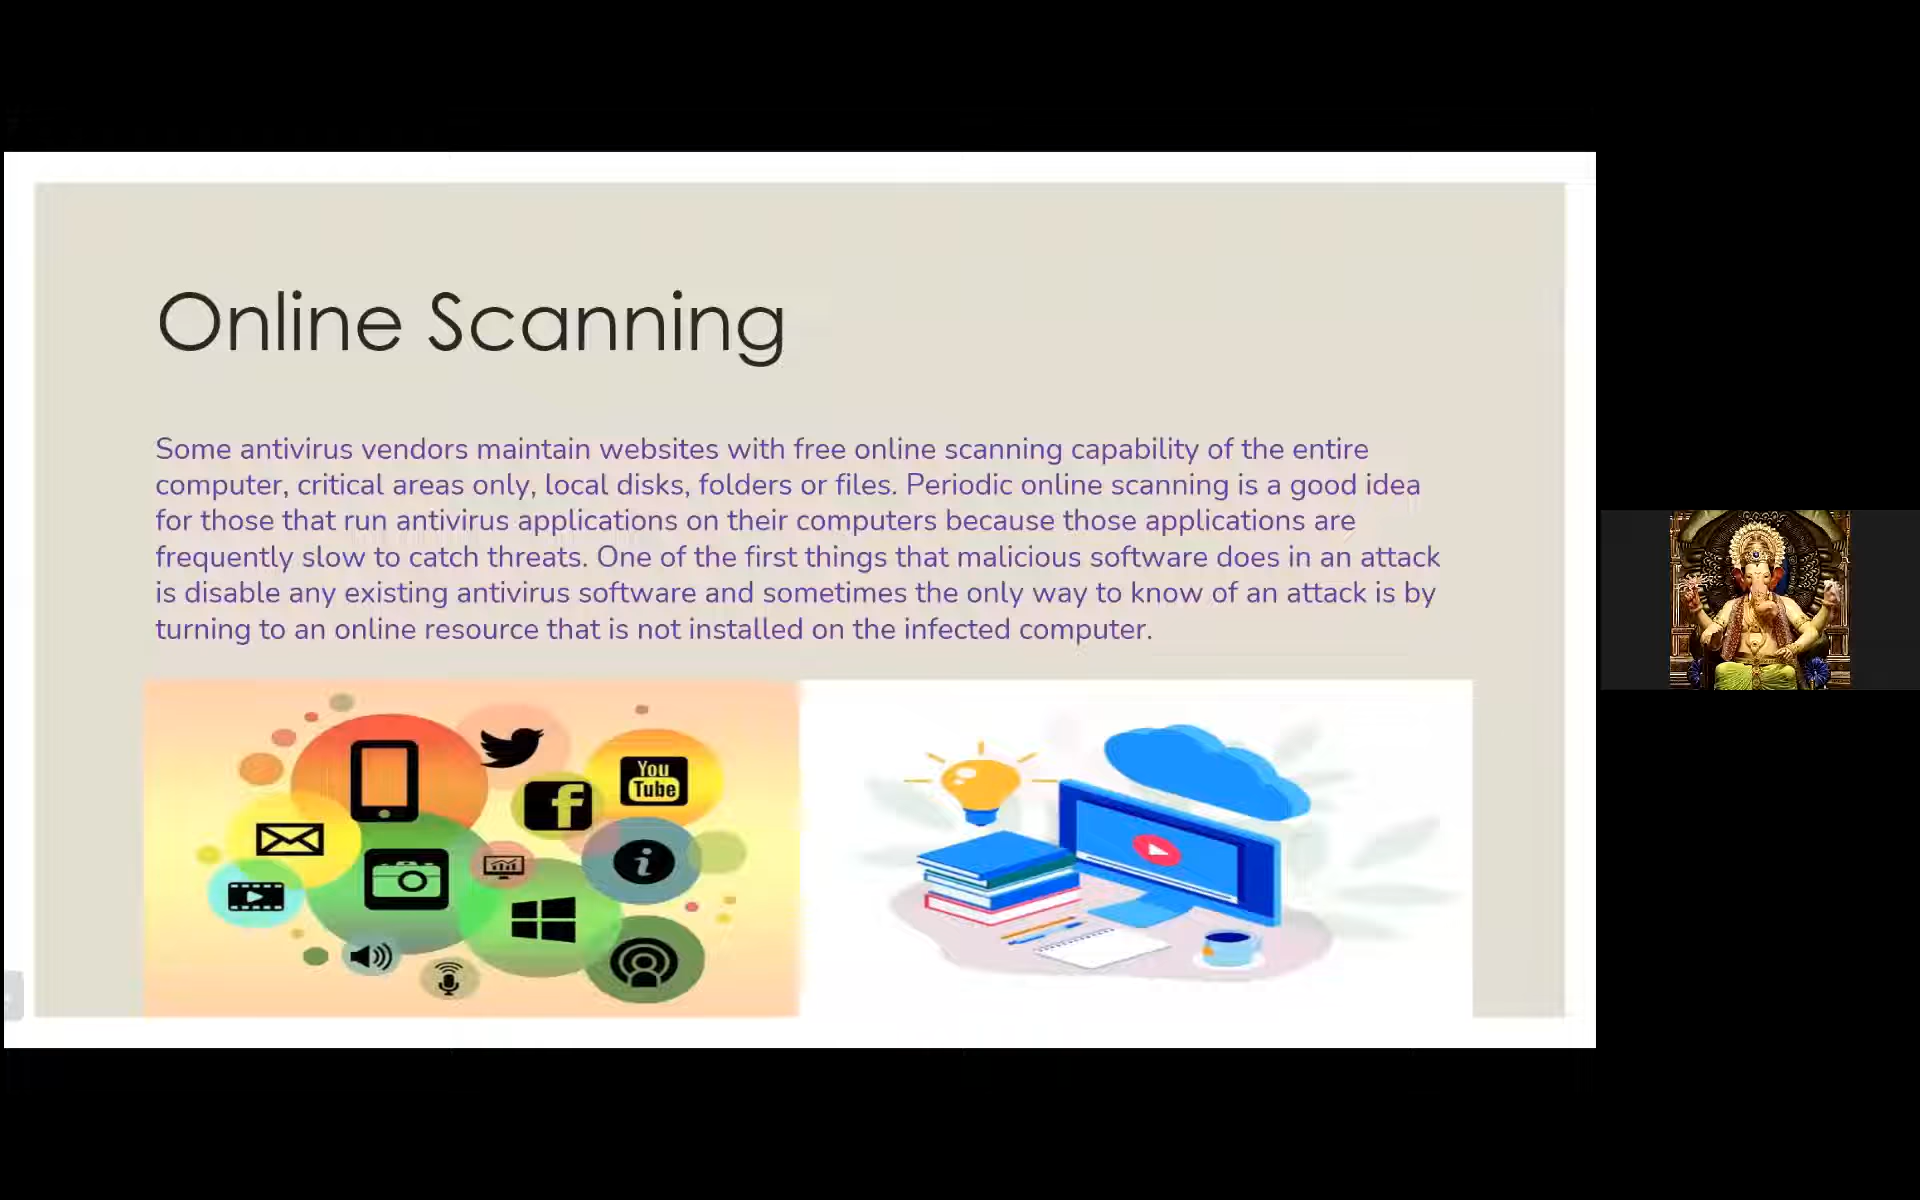 Online Scanning
Some antivirus vendors maintain websites with free online scanning capability of the entire
computer, critical areas only, local disks, folders or files. Periodic online scanning is a good idea
for those that run antivirus applications on their computers because those applications are
frequently slow to catch threats. One of the first things that malicious software does in an attack
is disable any existing antivirus software and sometimes the only way to know of an attack is by
turning to an online resource that is not installed on the infected computer.
You
Tube
f
i